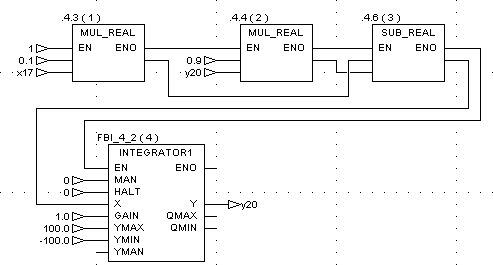 .4.3 ( 1 )
.4.4 ( 2 )
.4.6 ( 3 )
MUL_REAL
MUL_REAL
SUB_REAL
1 EN ENO
EN ENO
EN ENO
0.1
0.9
x17
y20
FBI_4_2 ( 4 )
INTEGRATOR1
EN ENO
0 MAN
0 HALT
X Y y20
1.0 GAIN QMAX
100.0 YMAX QMIN
-100.0 YMIN
YMAN